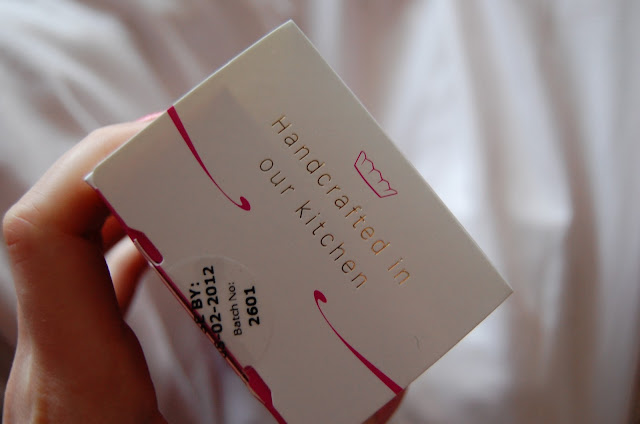 Handcrafted in
our kitchen
BY:
02-2012
Batch No:
2601